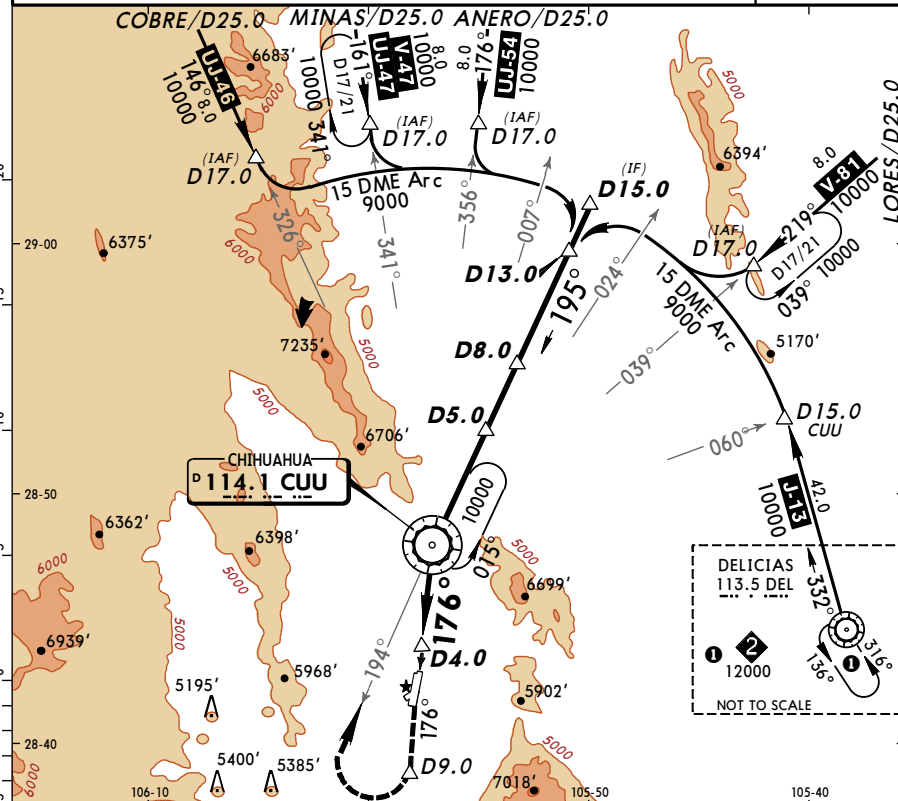 COBRE/D25.0
MINAS/D25.0
ANERO/D25.0
LORES/D25.0
UJ-46
146° 8.0
10000
6683'
6000
D17/21
10000 341°
161°
UJ-47
V-47
8.0
10000
8.0
176°
UJ-54
10000
(IAF)
D17.0
(IAF)
D17.0
(IAF)
D17.0
15 DME Arc
9000
(IF)
D15.0
5000
6394'
8.0
V-81
219°
10000
(IAF)
D17.0
D17/21
039° 10000
326°
341°
356°
007°
024°
039°
060°
29-00
6375'
6000
D13.0
195°
15 DME Arc
9000
5170'
7235'
5000
D8.0
5000
D5.0
D15.0
CUU
6706'
CHIHUAHUA
D 114.1 CUU
28-50
10000
015°
42.0
J-13
10000
332°
6362'
6398'
5000
6000
5000
6699'
5000
DELICIAS
113.5 DEL
1 2
12000
NOT TO SCALE
136°
1
316°
6939'
176°
D4.0
194°
5968'
5195'
5902'
176°
28-40
5400'
5385'
D9.0
7018'
5000
6000
106-10
105-50
105-40